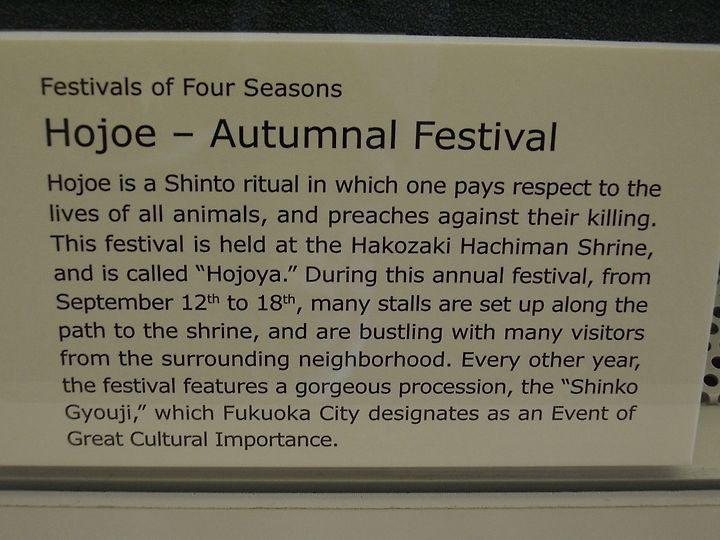 Festivals of Four Seasons
Hojoe – Autumnal Festival
Hojoe is a Shinto ritual in which one pays respect to the
lives of all animals, and preaches against their killing.
This festival is held at the Hakozaki Hachiman Shrine,
and is called “Hojoya.” During this annual festival, from
September 12th to 18th, many stalls are set up along the
path to the shrine, and are bustling with many visitors
from the surrounding neighborhood. Every other year,
the festival features a gorgeous procession, the “Shinko
Gyouji,” which Fukuoka City designates as an Event of
Great Cultural Importance.